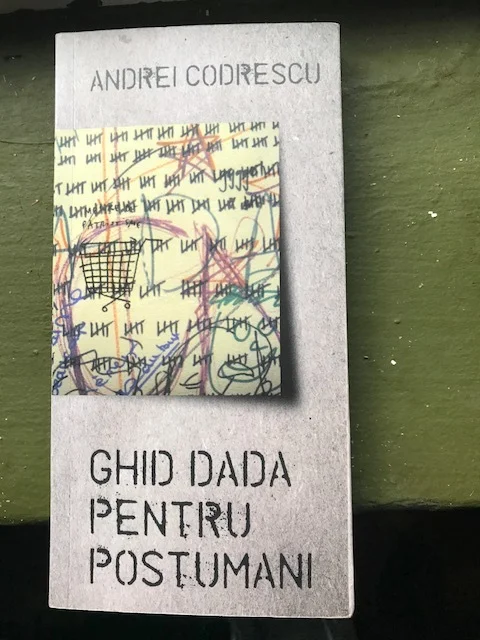 ANDREI CODRESCU
GHID DADA
PENTRU
POSTUMANI